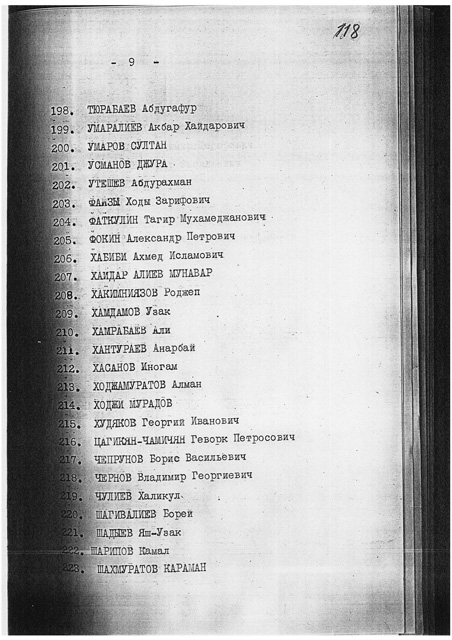 118
- 9 -
198. ТЮРАБАЕВ Абдугафур
199. УМАРАЛИЕВ Акбар Хайдарович
200. УМАРОВ СУЛТАН
201. УСМАНОВ ДЖУРА
202. УТЕШЕВ Абдурахман
203. ФАЙЗЫ Ходы Зарифович
204. ФАТКУЛИН Тагир Мухамеджанович
205. ФОКИН Александр Петрович
206. ХАБИБИ Ахмед Исламович
207. ХАЙДАР АЛИЕВ МУНАВАР
208. ХАКИМНИЯЗОВ Роджеп
209. ХАМДАМОВ Узак
210. ХАМРАБАЕВ Али
211. ХАНТУРАЕВ Анарбай
212. ХАСАНОВ Иногам
213. ХОДЖАМУРАТОВ Алман
214. ХОДЖИ МУРАДОВ
215. ХУДЯКОВ Георгий Иванович
216. ЦАГИКЯН-ЧАМИЧЯН Геворк Петросович
217. ЧЕПРУНОВ Борис Васильевич
218. ЧЕРНОВ Владимир Георгиевич
219. ЧУЛИЕВ Халикул
220. ШАГИВАЛИЕВ Борей
221. ШАДЫЕВ Яш-Узак
222. ШАРИПОВ Камал
223. ШАХМУРАТОВ КАРАМАН